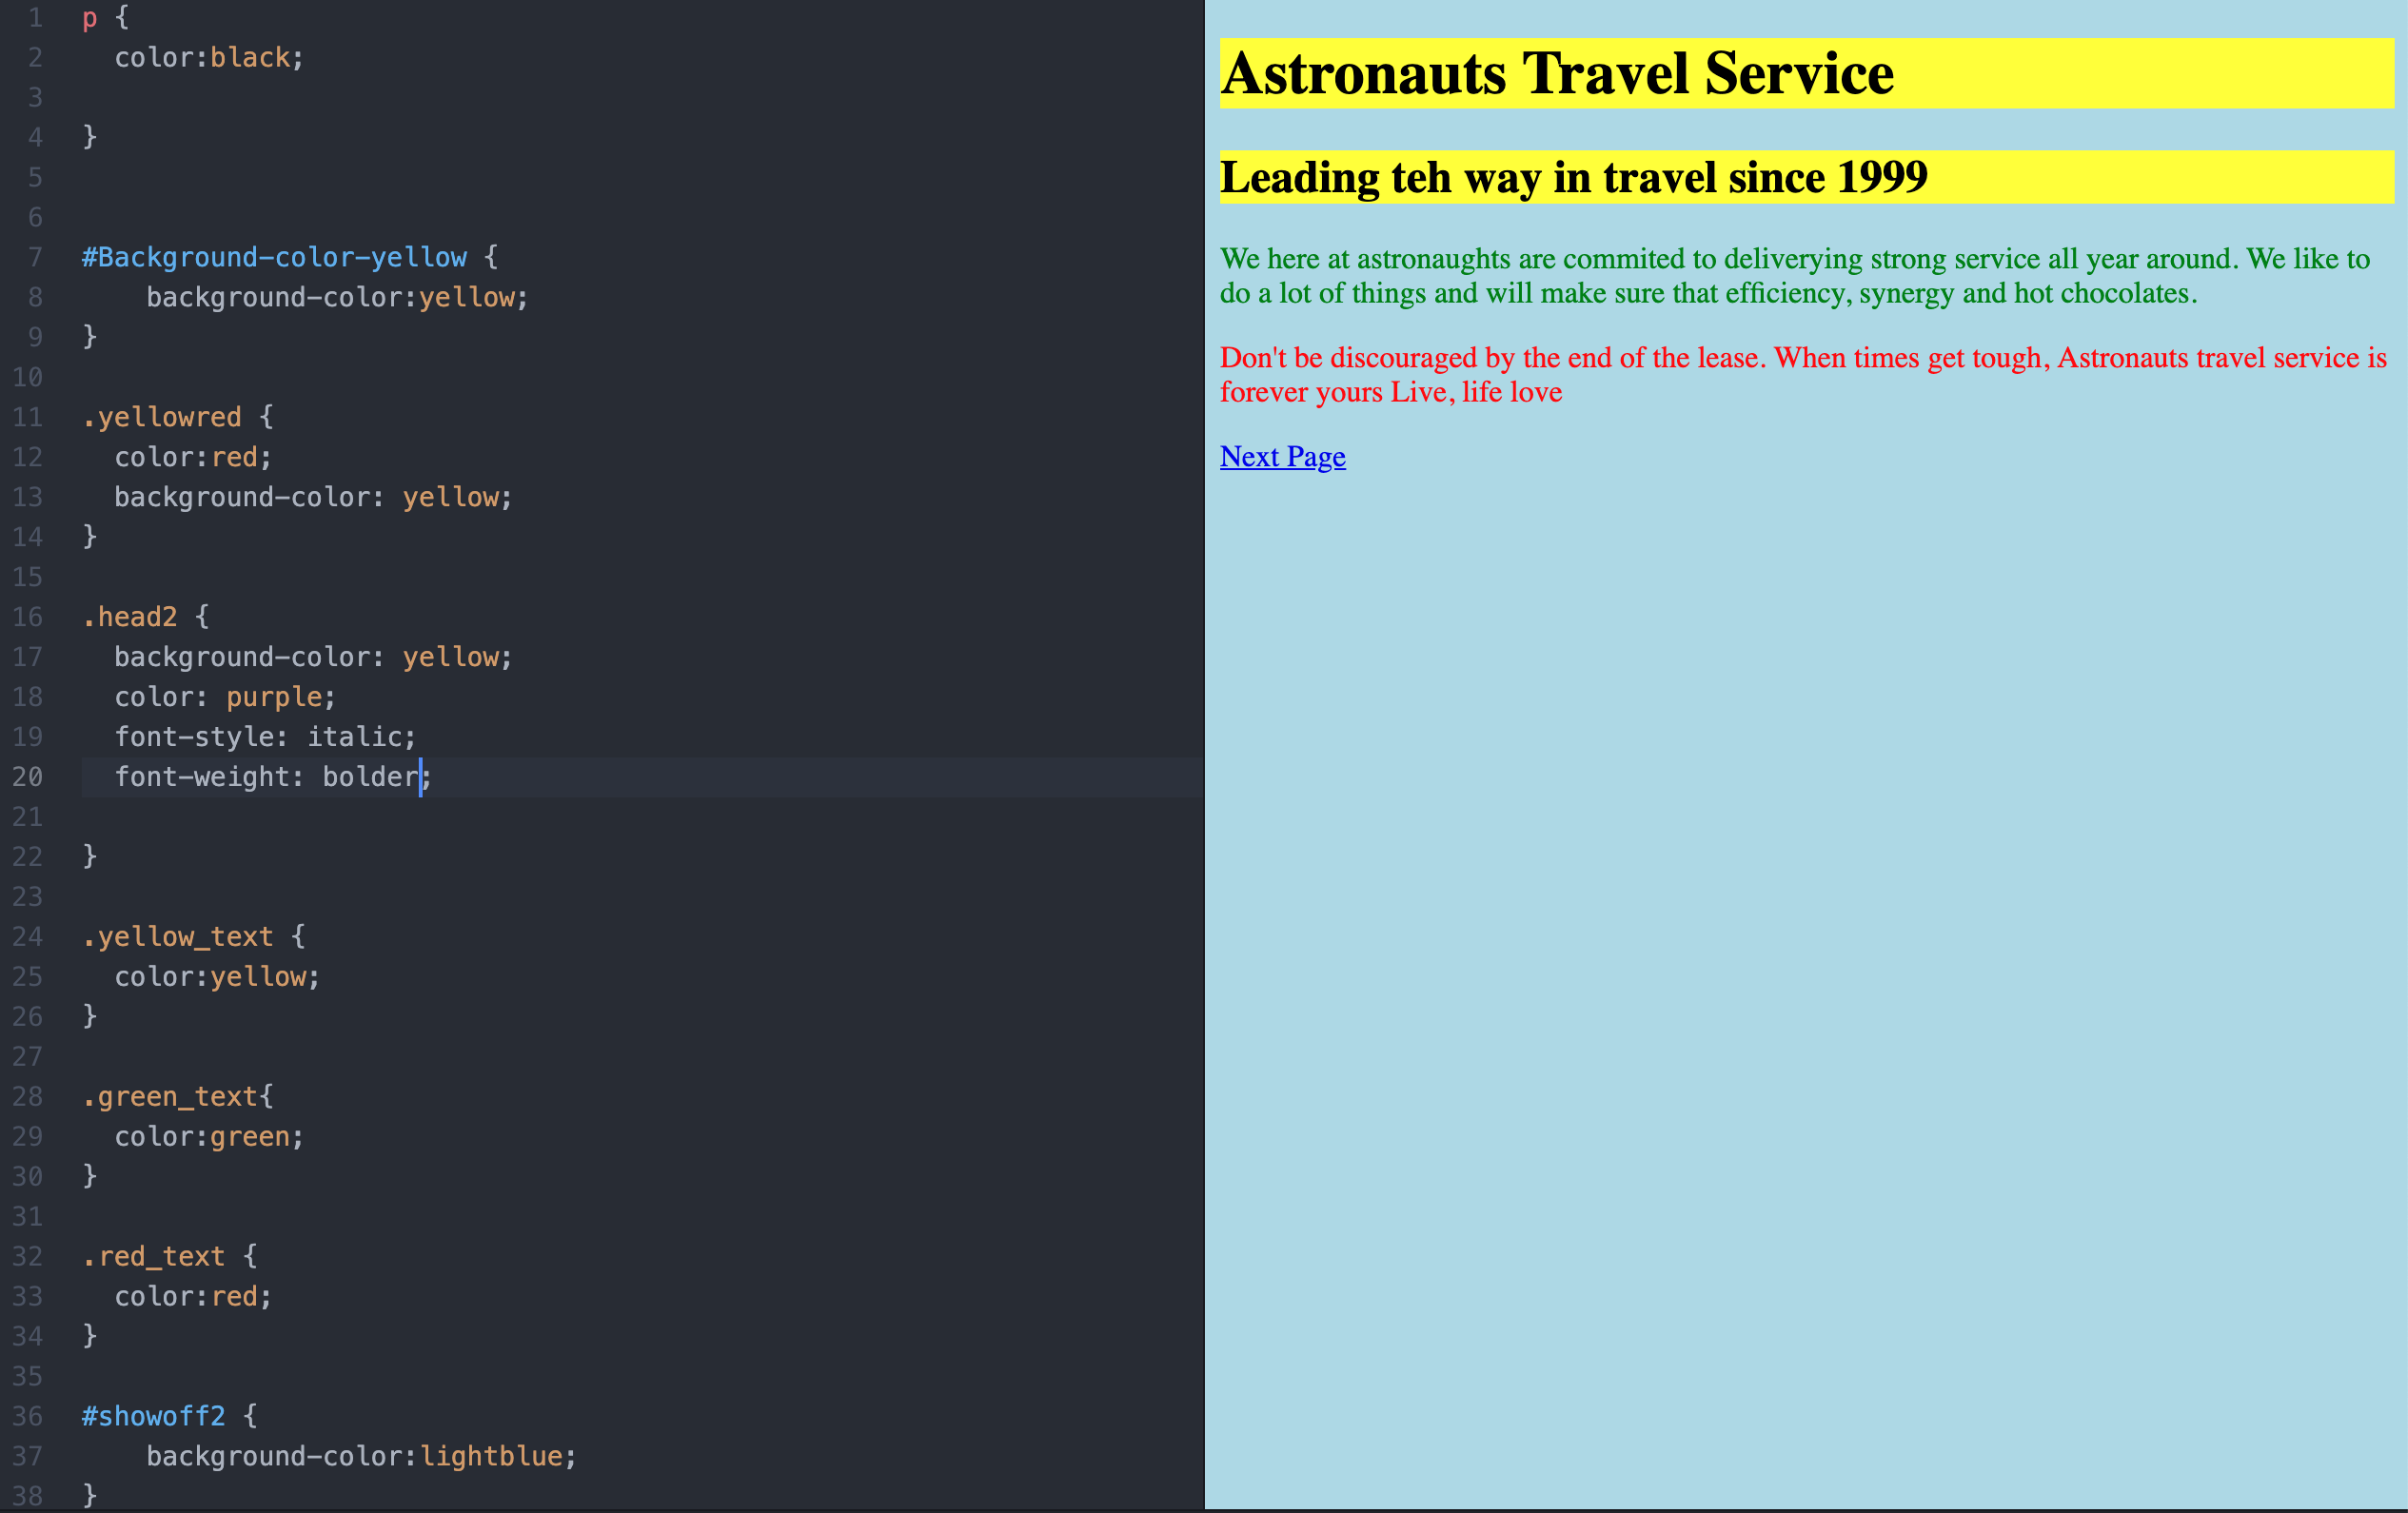 1 p {
2 color:black;
3
4 }
5
6
7 #Background-color-yellow {
8 background-color:yellow;
9 }
10
11 .yellowred {
12 color:red;
13 background-color: yellow;
14 }
15
16 .head2 {
17 background-color: yellow;
18 color: purple;
19 font-style: italic;
20 font-weight: bolder;
21
22 }
23
24 .yellow_text {
25 color:yellow;
26 }
27
28 .green_text{
29 color:green;
30 }
31
32 .red_text {
33 color:red;
34 }
35
36 #showoff2 {
37 background-color:lightblue;
38 }
Astronauts Travel Service
Leading teh way in travel since 1999
We here at astronaughts are commited to deliverying strong service all year around. We like to
do a lot of things and will make sure that efficiency, synergy and hot chocolates.
Don't be discouraged by the end of the lease. When times get tough, Astronauts travel service is
forever yours Live, life love
Next Page